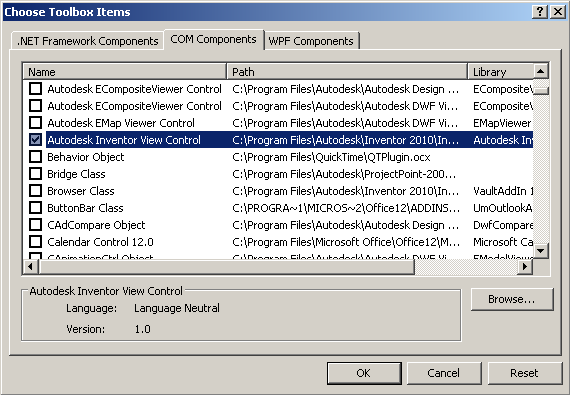 Choose Toolbox Items
.NET Framework Components COM Components WPF Components
Name Path Library
Autodesk ECompositeViewer Control C:\Program Files\Autodesk\Autodesk Design ... EComposite\
Autodesk ECompositeViewer Control C:\Program Files\Autodesk\Autodesk DWF Vi... EComposite\
Autodesk EMap Viewer Control C:\Program Files\Autodesk\Autodesk DWF Vi... EMapViewer
Autodesk Inventor View Control C:\Program Files\Autodesk\Inventor 2010\In... Autodesk In
Behavior Object C:\Program Files\QuickTime\QTPlugin.ocx
Bridge Class C:\Program Files\Autodesk\ProjectPoint-200...
Browser Class C:\Program Files\Autodesk\Inventor 2010\In... VaultAddIn 1
ButtonBar Class C:\PROGRA~1\MICROS~2\Office12\ADDINS... UmOutlookA
CAdCompare Object C:\Program Files\Autodesk\Autodesk Design ... DwfCompare
Calendar Control 12.0 C:\Program Files\Microsoft Office\Office12\M... Microsoft Ca
CAnimationCtrl Object C:\Program Files\Autodesk\Autodesk DWF Vi... EModelViewe
Autodesk Inventor View Control
Language: Language Neutral
Version: 1.0
Browse...
OK Cancel Reset